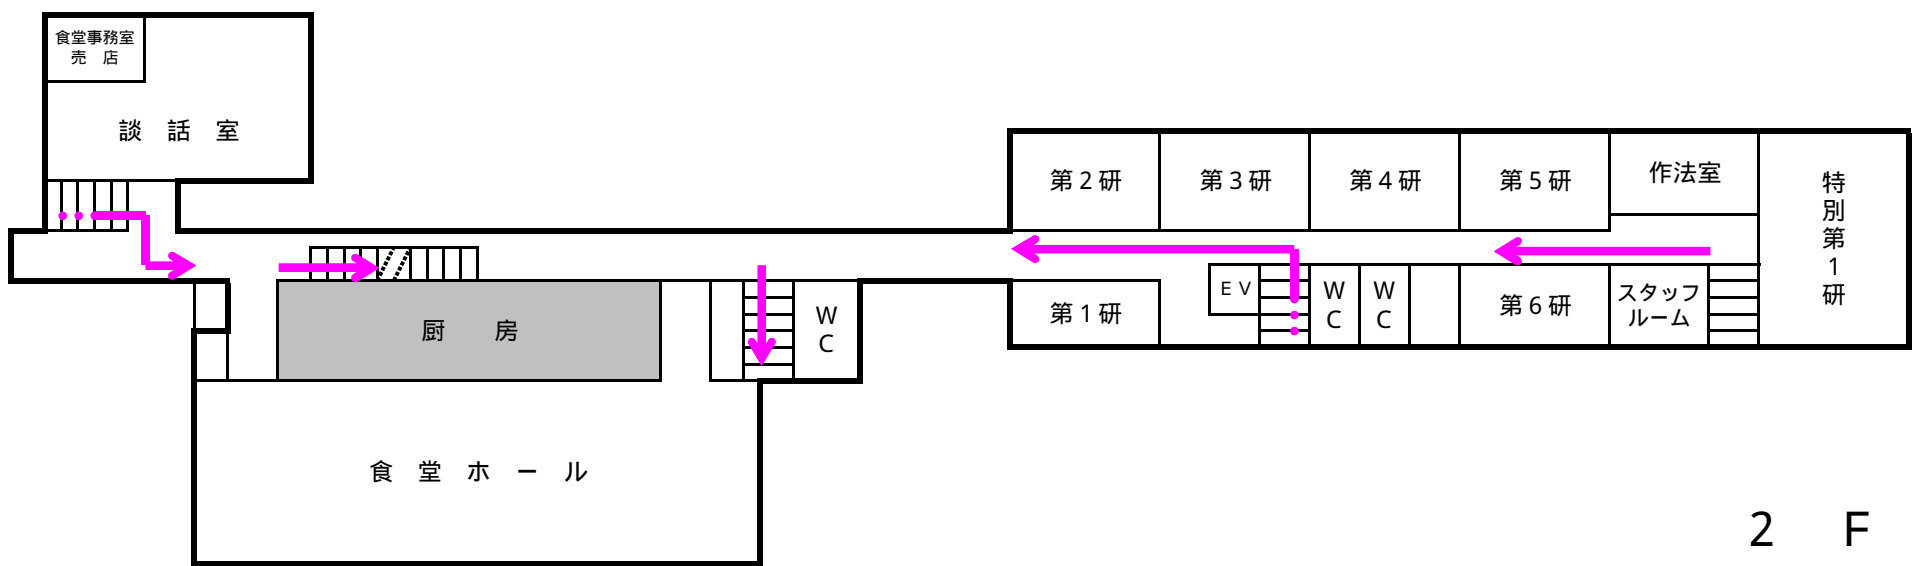 食堂事務室
売　店
談　話　室
第２研
第３研
第４研
第５研
作法室
特別第１研
厨　房
ＷＣ
第１研
ＥＶ
ＷＣ
ＷＣ
第６研
スタッフ
ルーム
食　堂　ホ　ー　ル
２　Ｆ